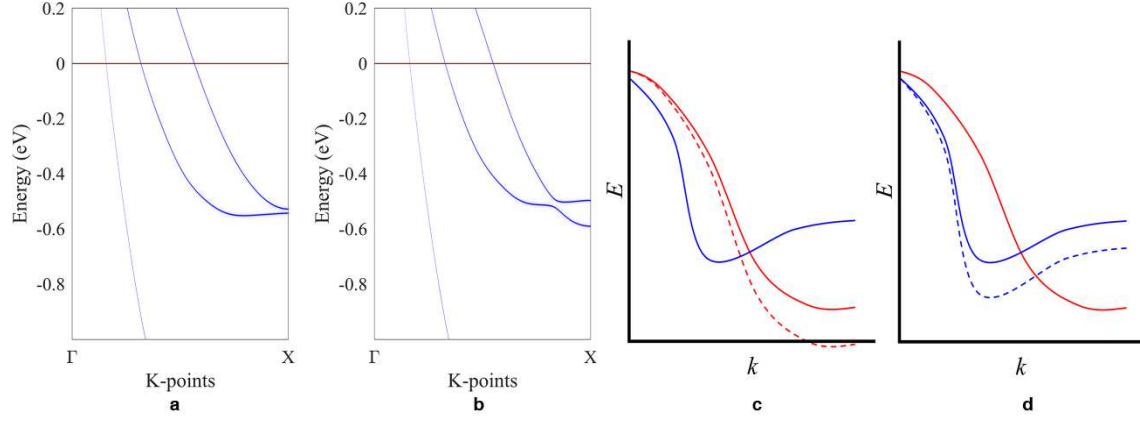 0.2
0
-0.2
-0.4
-0.6
-0.8
Energy (eV)
Γ
X
K-points
a
0.2
0
-0.2
-0.4
-0.6
-0.8
Energy (eV)
Γ
X
K-points
b
E
k
c
E
k
d